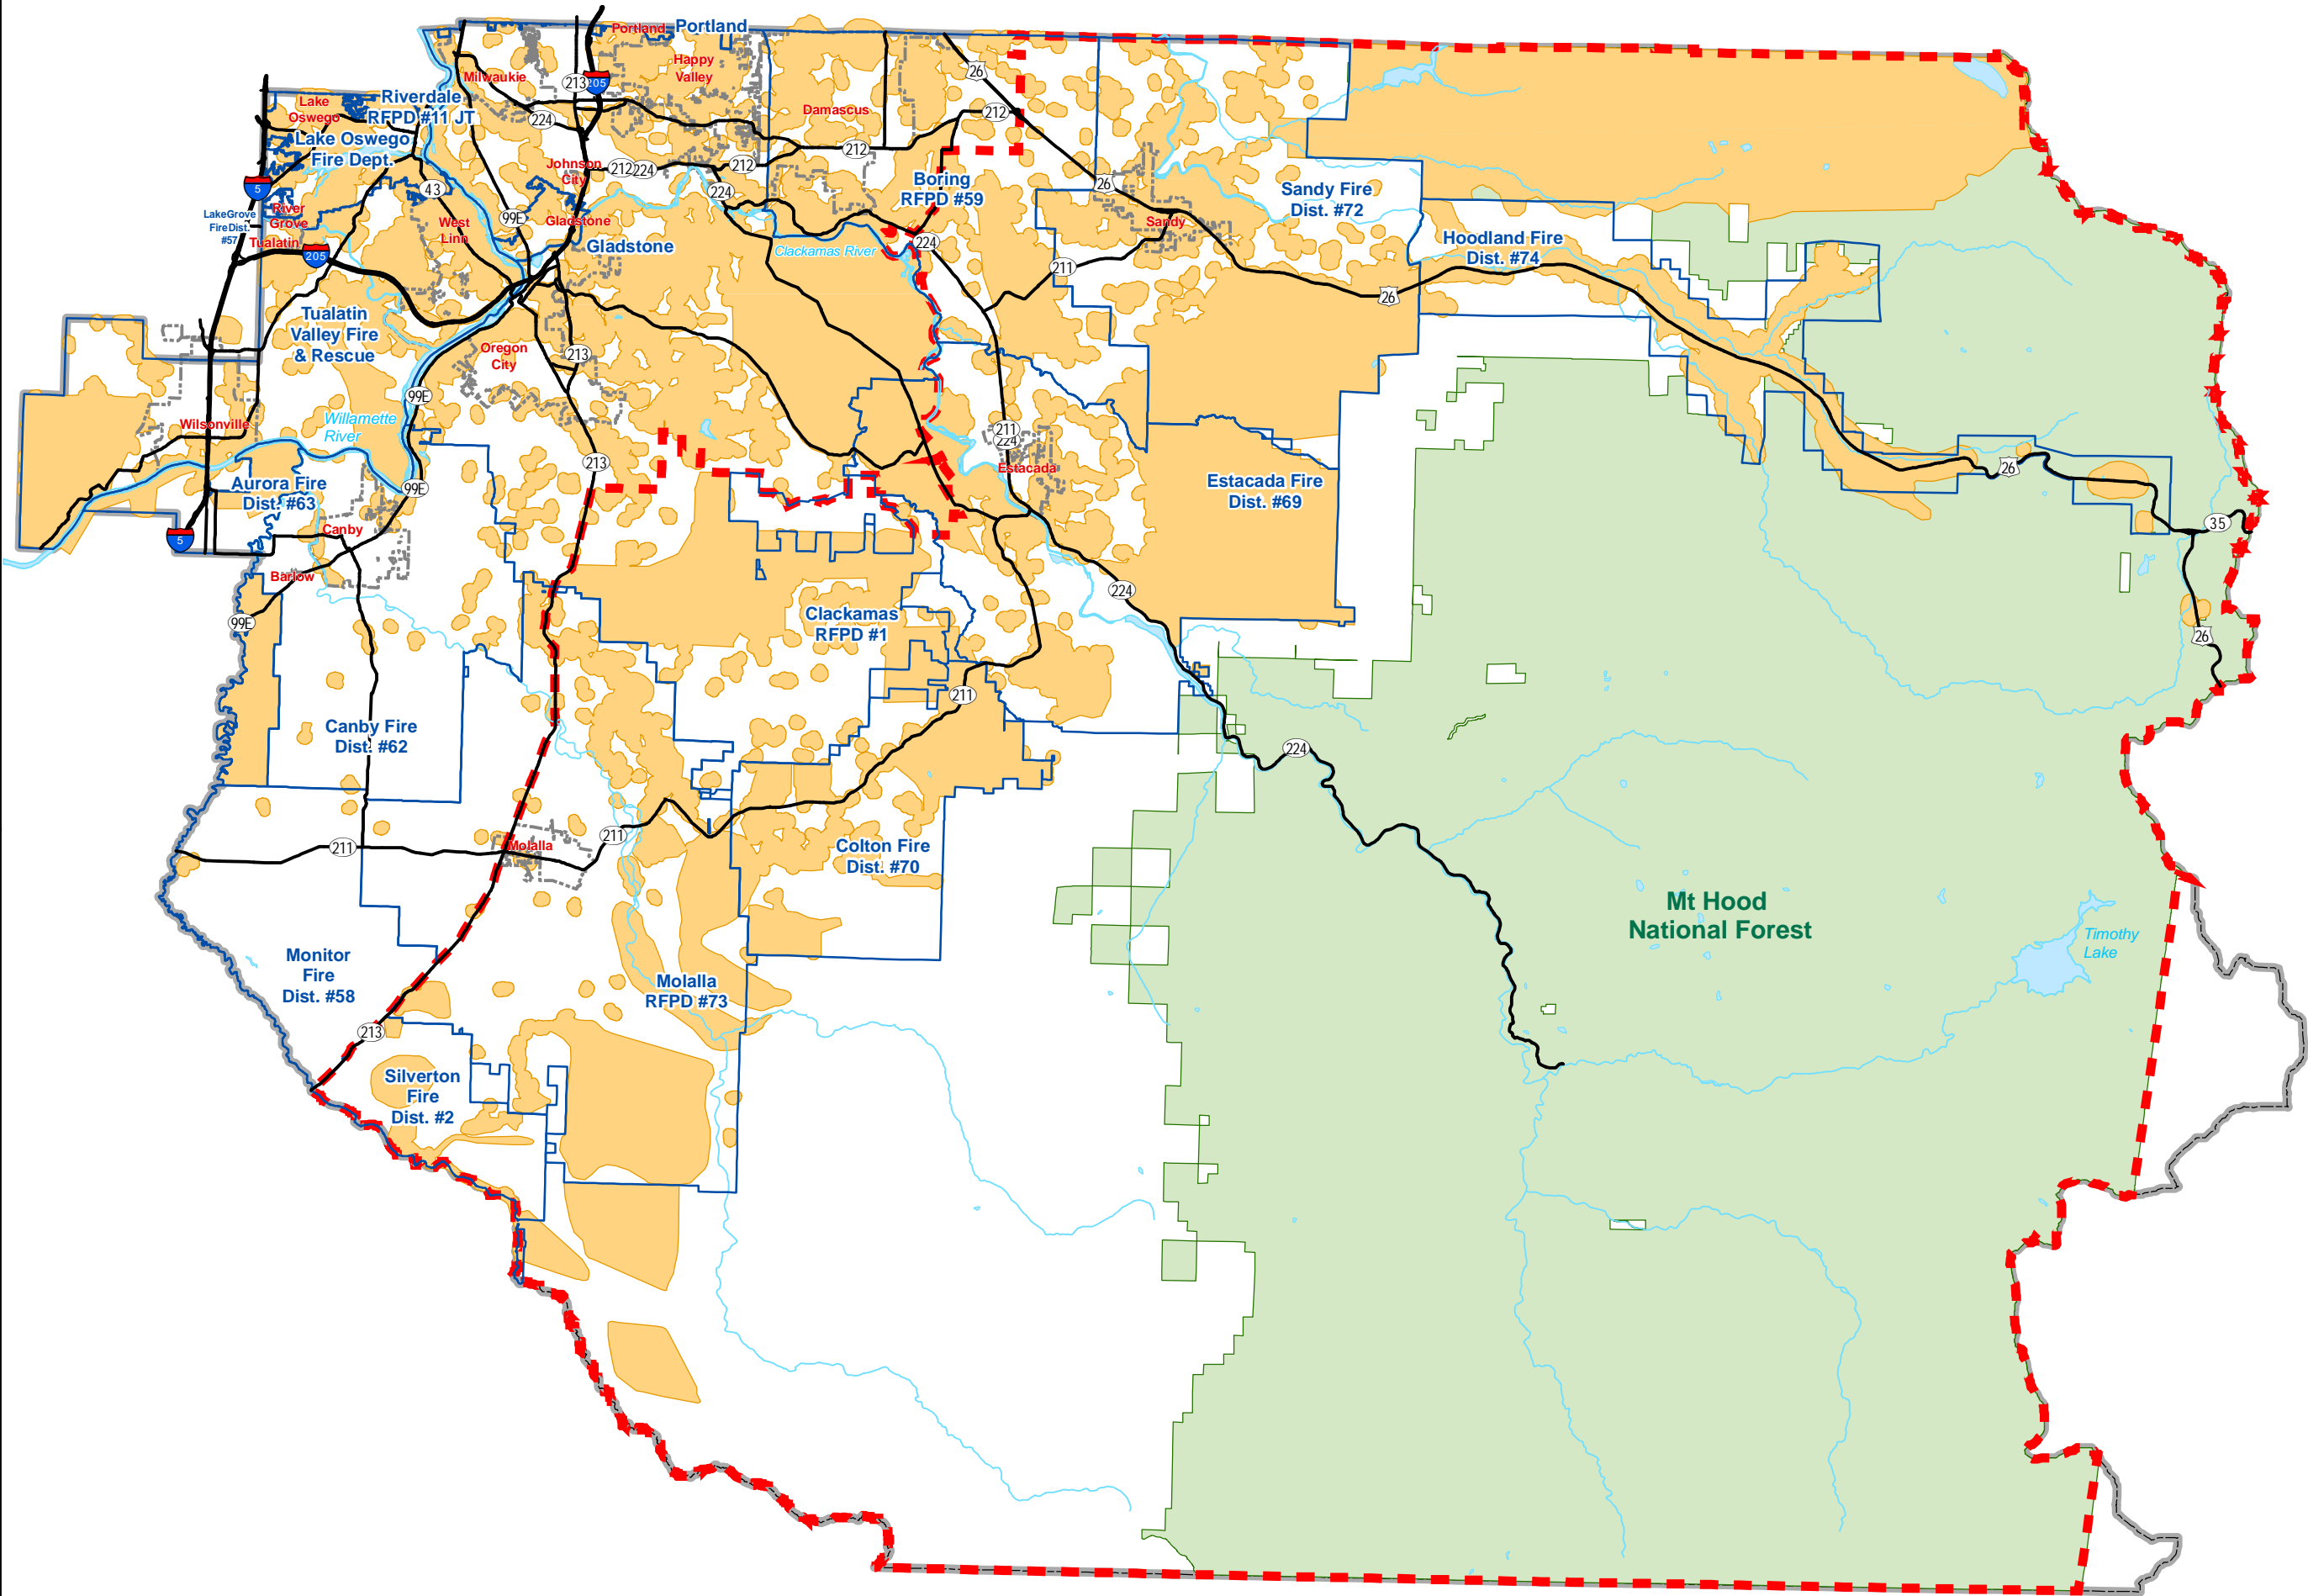 Portland
Portland
Happy
Valley
Milwaukie
213
205
26
Lake
Oswego
Riverdale
RFPD #11 JT
224
Damascus
212
Lake Oswego
Fire Dept.
Johnson
City
212
224
212
212
5
43
224
Boring
RFPD #59
26
Sandy Fire
Dist. #72
LakeGrove
FireDist.
#57
River
Grove
Tualatin
West
Linn
99E
Gladstone
Gladstone
Sandy
205
Clackamas River
224
211
Hoodland Fire
Dist. #74
26
Tualatin
Valley Fire
& Rescue
Oregon
City
213
99E
Wilsonville
Willamette
River
211
224
Estacada
213
26
Aurora Fire
Dist. #63
99E
Estacada Fire
Dist. #69
5
Canby
35
Barlow
99E
224
Clackamas
RFPD #1
26
211
Canby Fire
Dist. #62
224
211
Molalla
211
Colton Fire
Dist. #70
Mt Hood
National Forest
Timothy
Lake
Monitor
Fire
Dist. #58
Molalla
RFPD #73
213
Silverton
Fire
Dist. #2